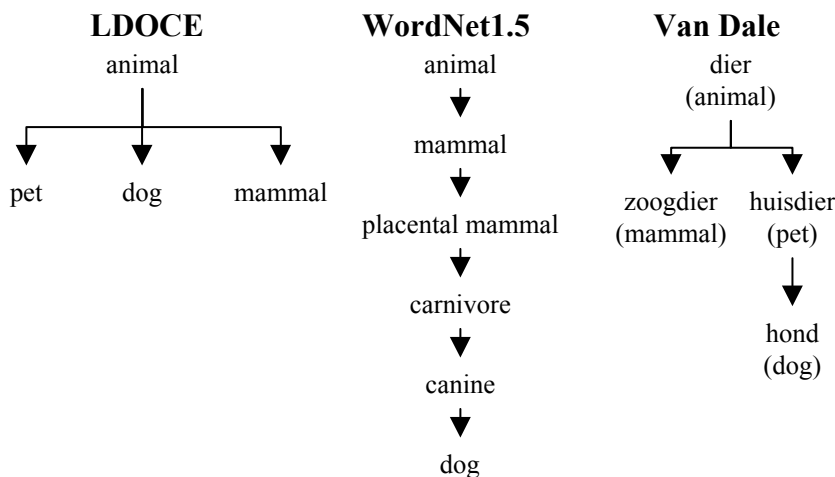 LDOCE
animal
pet dog mammal
WordNet1.5
animal
mammal
placental mammal
carnivore
canine
dog
Van Dale
dier
(animal)
zoogdier huisdier
(mammal) (pet)
hond
(dog)